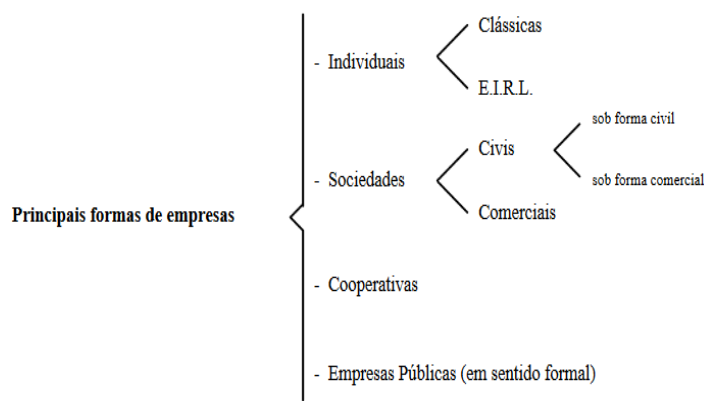 Principais formas de empresas
- Individuais
Clássicas
E.I.R.L.
- Sociedades
Civis
sob forma civil
sob forma comercial
Comerciais
- Cooperativas
- Empresas Públicas (em sentido formal)